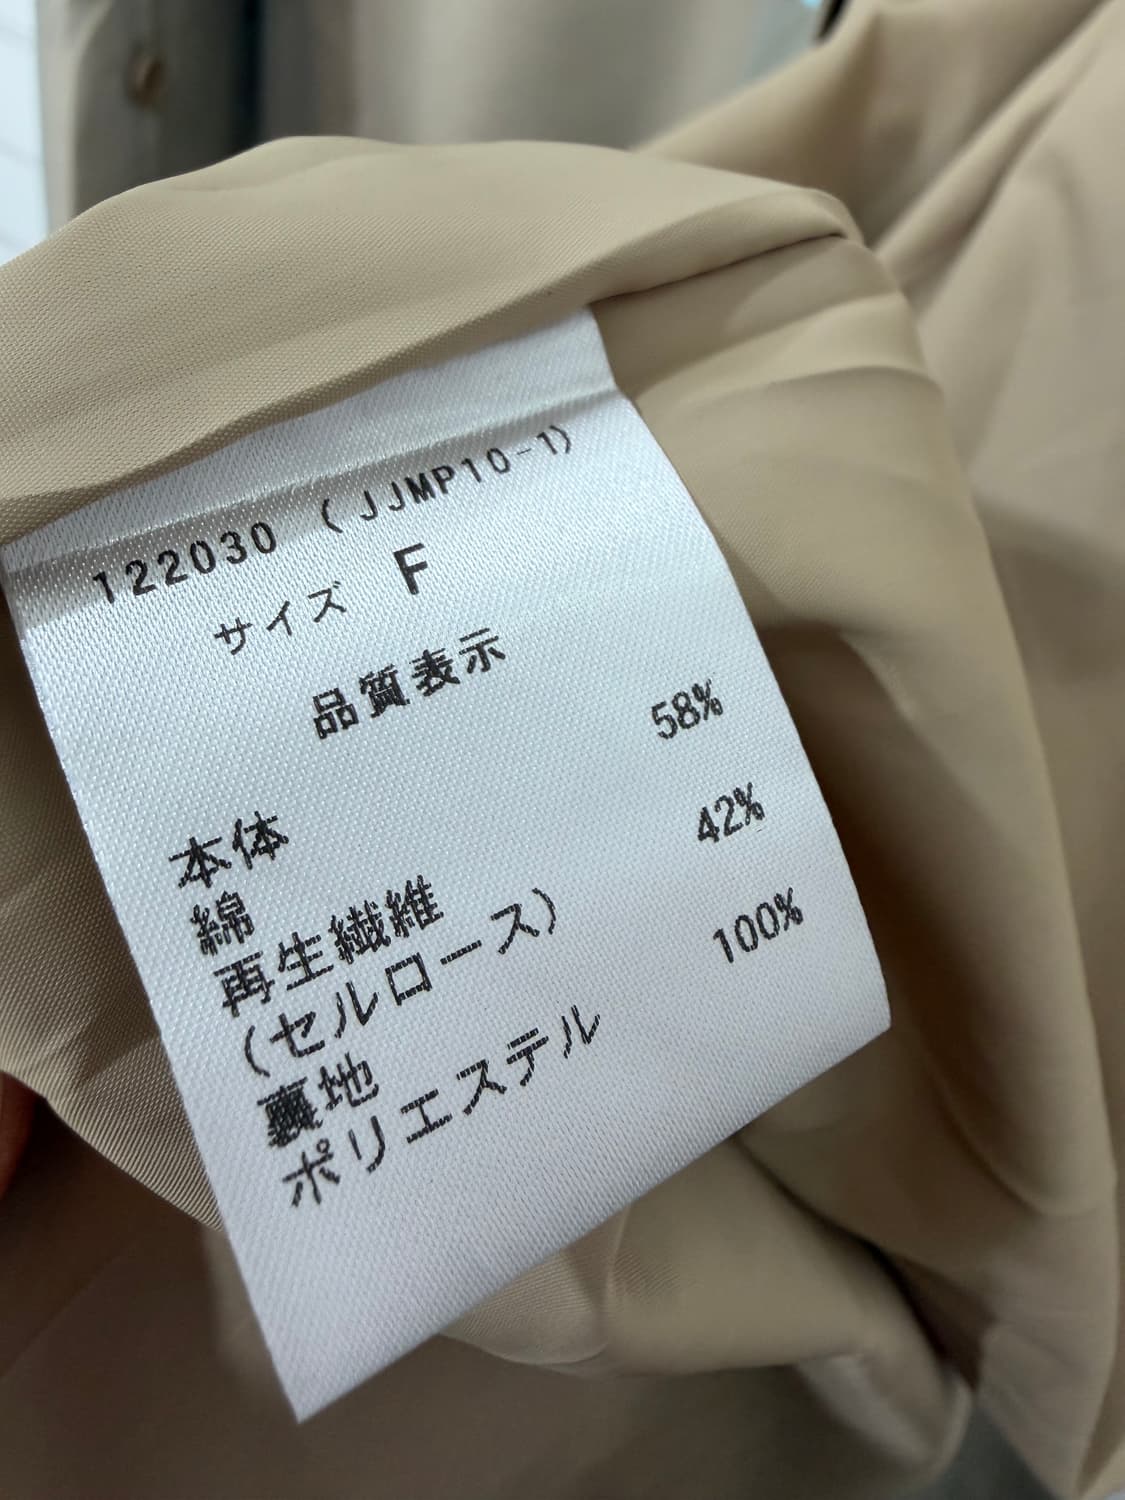 122030 (JJMP10-1)
サイズ F
品質表示
本体
綿 58%
再生繊維 42%
(セルロース)
裏地
ポリエステル 100%